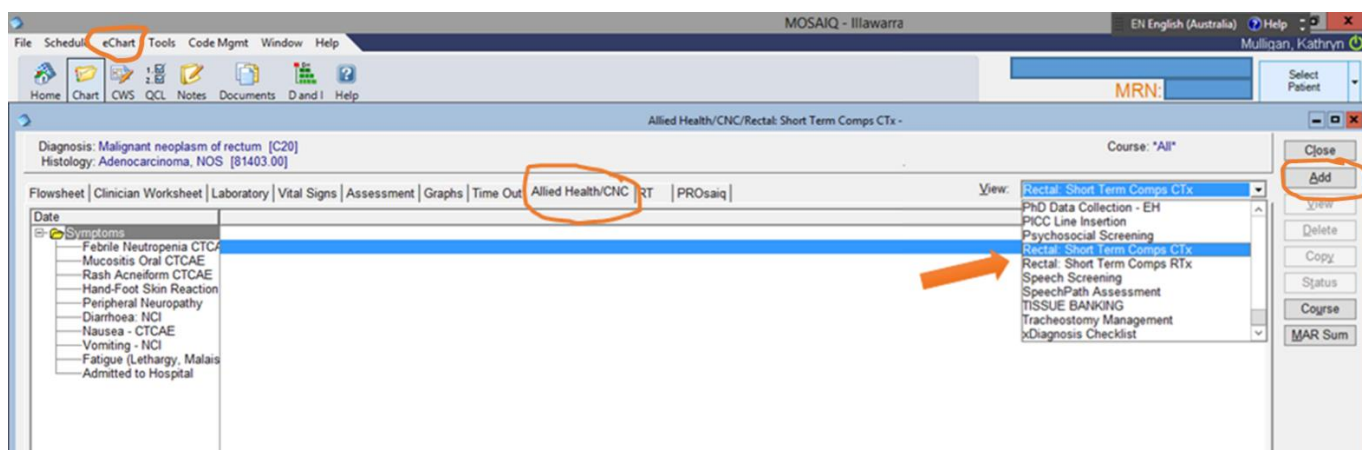 MOSAIQ - Illawarra
EN English (Australia) Help
File Schedule eChart Tools Code Mgmt Window Help
Mulligan, Kathryn
Home Chart CWS QCL Notes Documents D and I Help
MRN:
Select Patient
Allied Health/CNC/Rectal: Short Term Comps CTx -
Diagnosis: Malignant neoplasm of rectum [C20]
Course: *All*
Close
Histology: Adenocarcinoma, NOS [81403.00]
Add
Flowsheet Clinician Worksheet Laboratory Vital Signs Assessment Graphs Time Out Allied Health/CNC RT PROsaiq
View: Rectal: Short Term Comps CTx
View
Date
PhD Data Collection - EH
PICC Line Insertion
Psychosocial Screening
Rectal: Short Term Comps CTx
Rectal: Short Term Comps RTx
Speech Screening
SpeechPath Assessment
TISSUE BANKING
Tracheostomy Management
xDiagnosis Checklist
Symptoms
Febrile Neutropenia CTCA
Mucositis Oral CTCAE
Rash Acneiform CTCAE
Hand-Foot Skin Reaction
Peripheral Neuropathy
Diarrhoea: NCI
Nausea - CTCAE
Vomiting - NCI
Fatigue (Lethargy, Malais
Admitted to Hospital
Delete
Copy
Status
Course
MAR Sum